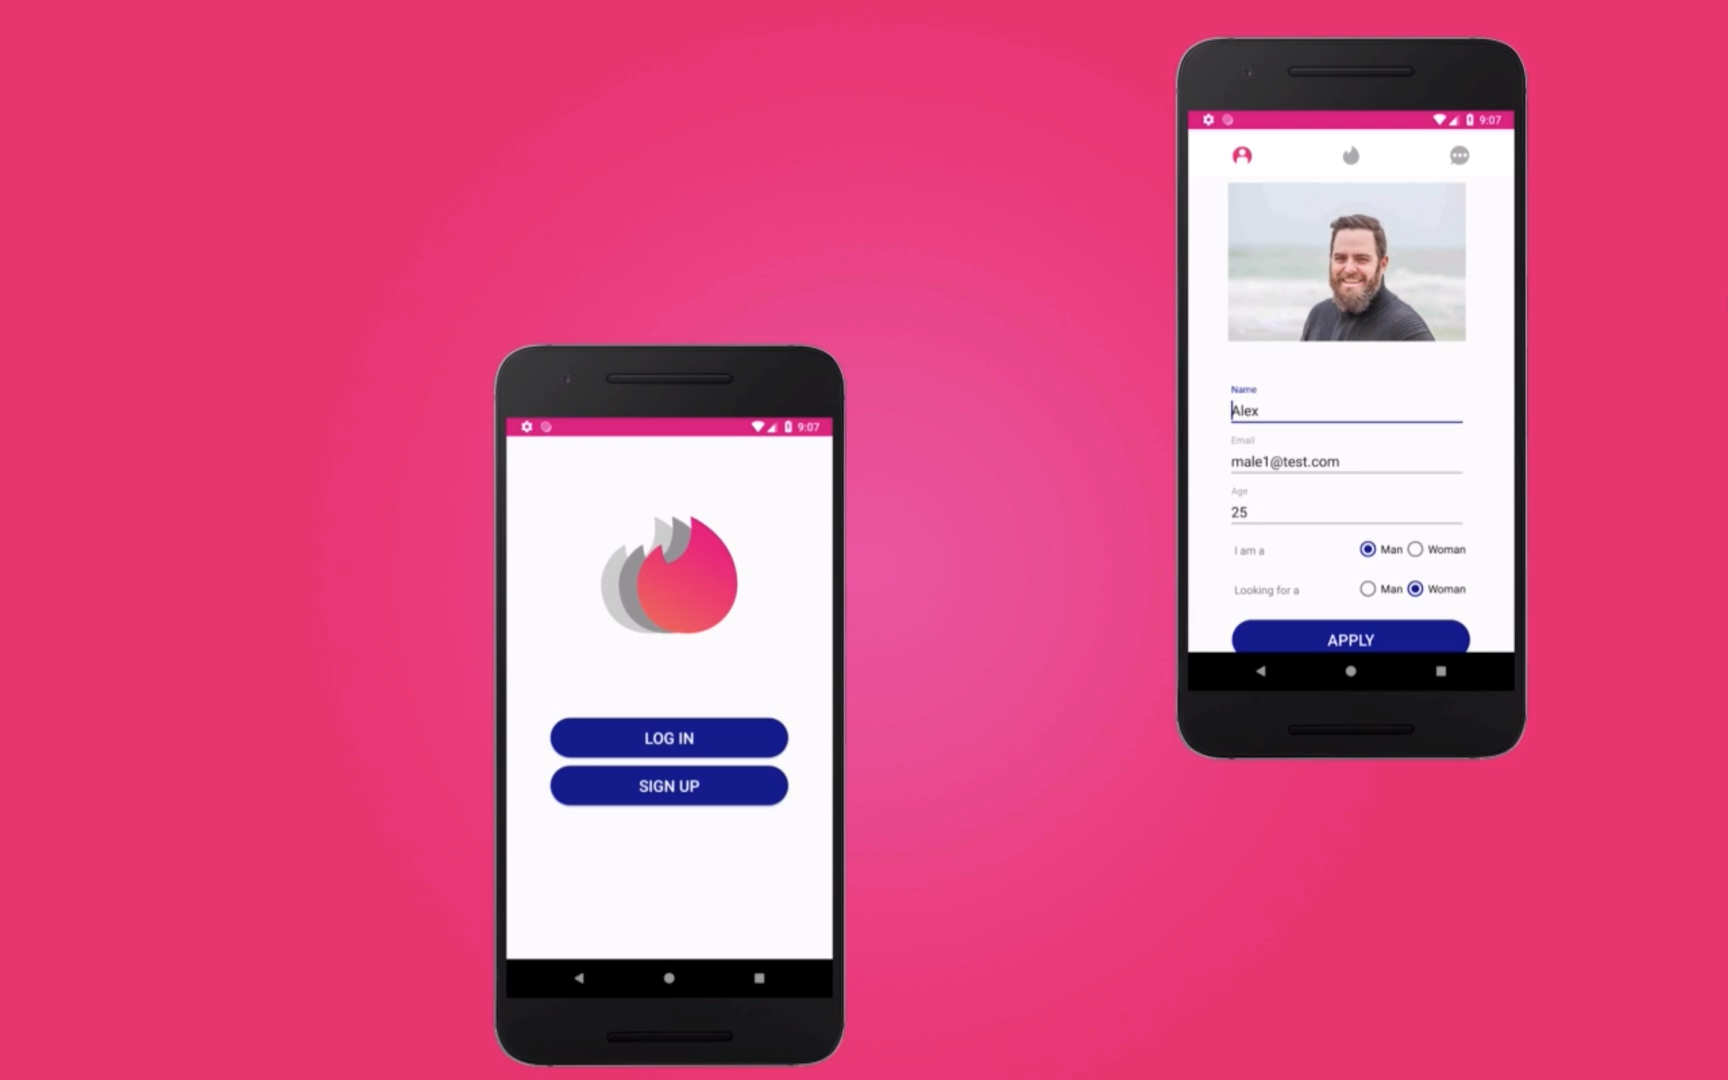 9:07
LOG IN
SIGN UP
9:07
Name
Alex
Email
male1@test.com
Age
25
I am a Man Woman
Looking for a Man Woman
APPLY